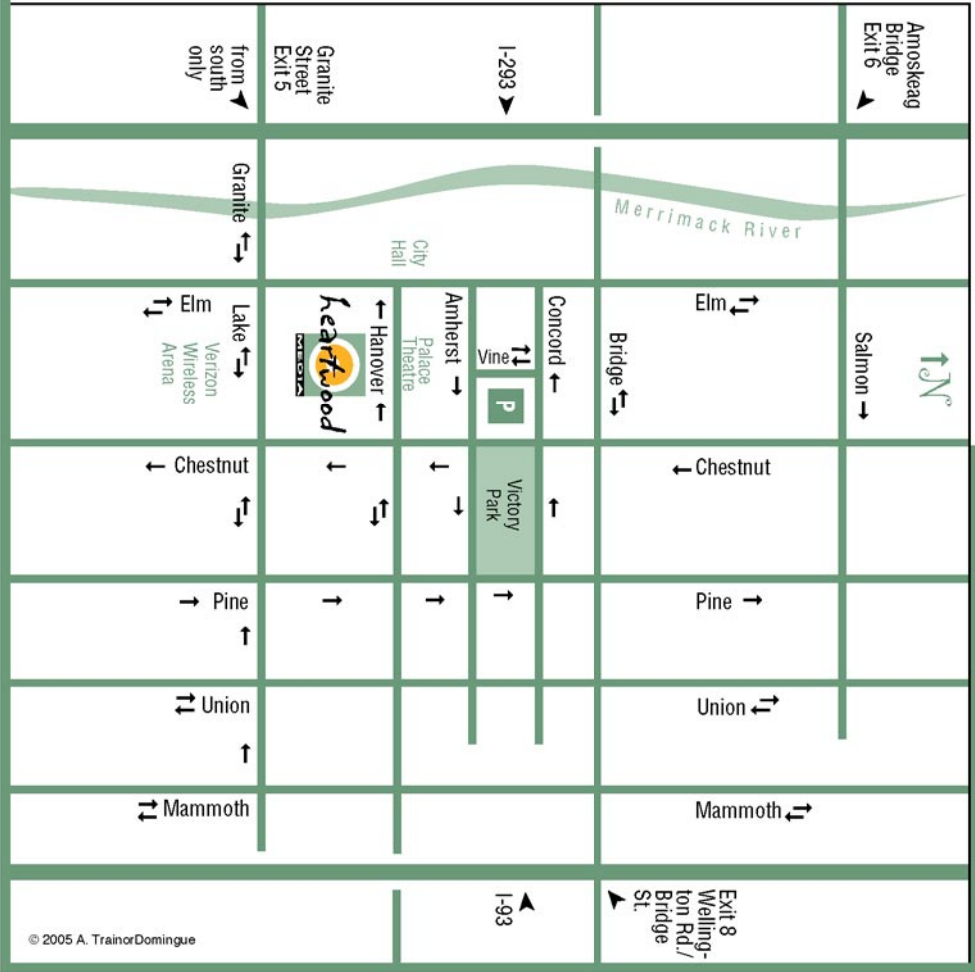 Amoskeag
Bridge
Exit 6
I-293
Granite
Street
Exit 5
from
south
only
Merrimack River
Granite
City
Hall
Elm
Elm
N
Salmon
Bridge
Concord
Vine
Amherst
Palace
Theatre
Hanover
heartwood
MEDIA
Lake
Verizon
Wireless
Arena
P
Chestnut
Chestnut
Victory
Park
Pine
Pine
Union
Union
Mammoth
Mammoth
Exit 8
Welling-
ton Rd./
Bridge
St.
I-93
© 2005 A. TrainorDomingue